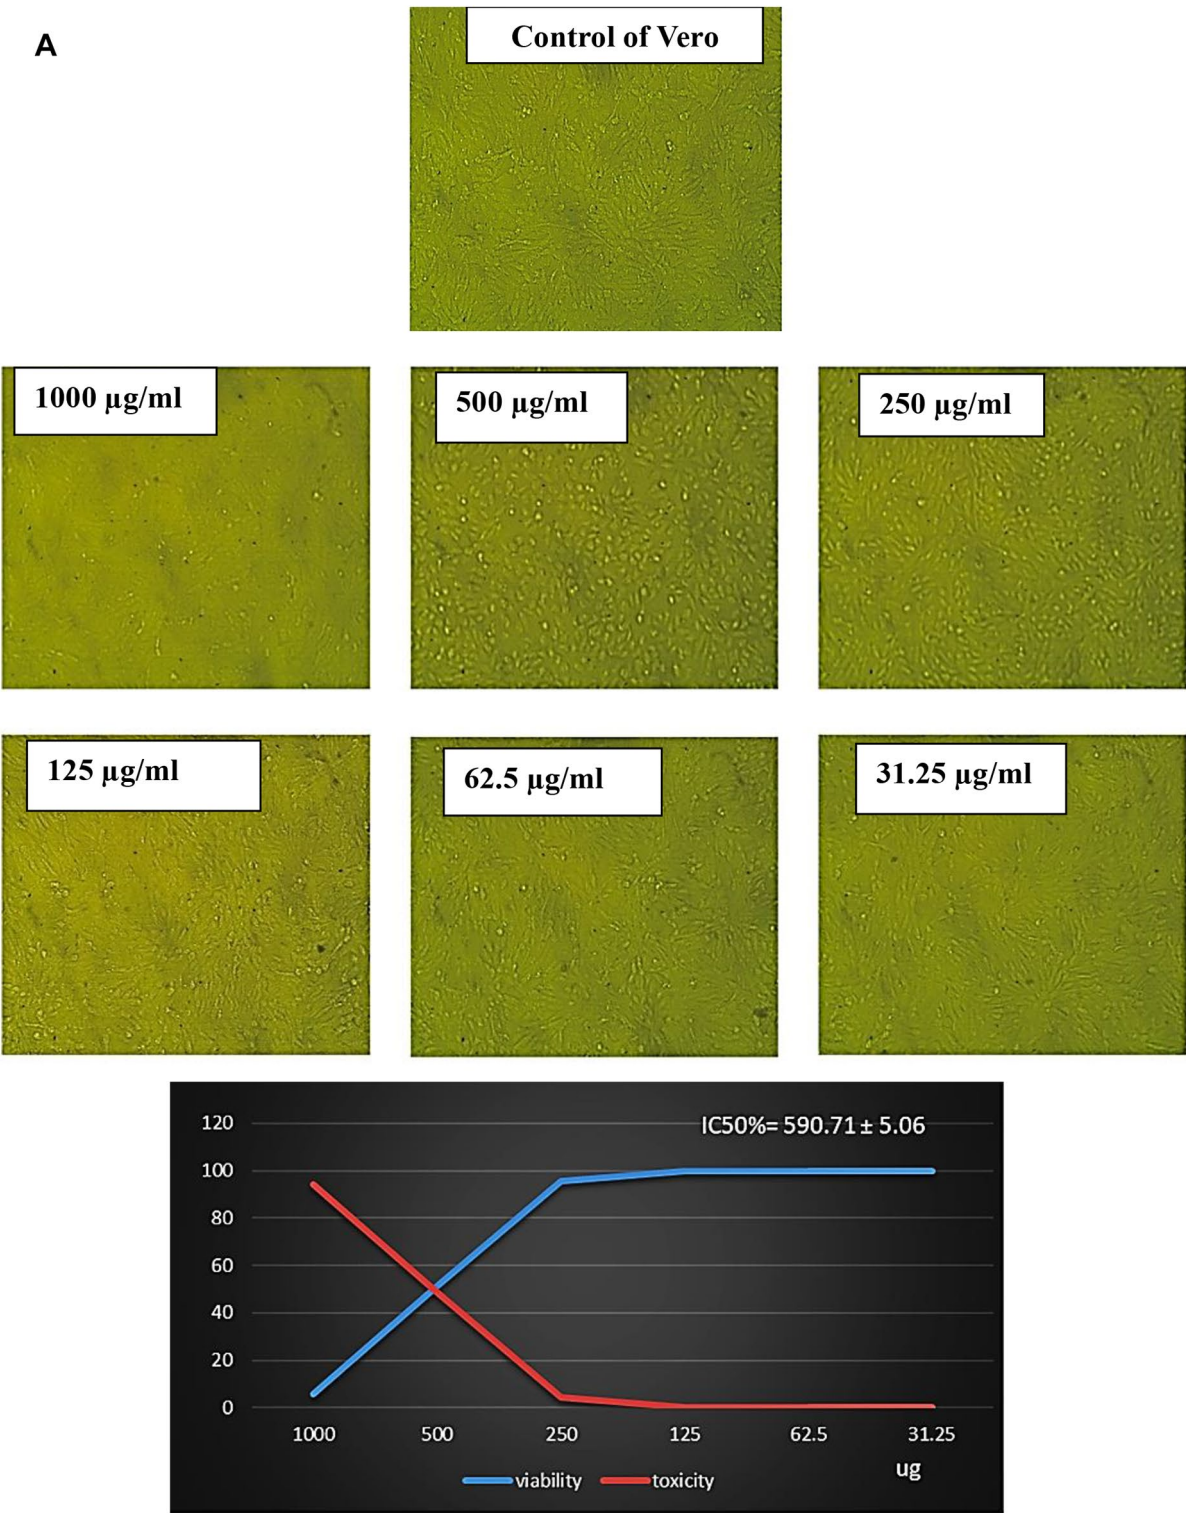 A
Control of Vero
1000 µg/ml
500 µg/ml
250 µg/ml
125 µg/ml
62.5 µg/ml
31.25 µg/ml
IC50%= 590.71 ± 5.06
120
100
80
60
40
20
0
1000 500 250 125 62.5 31.25
ug
viability toxicity